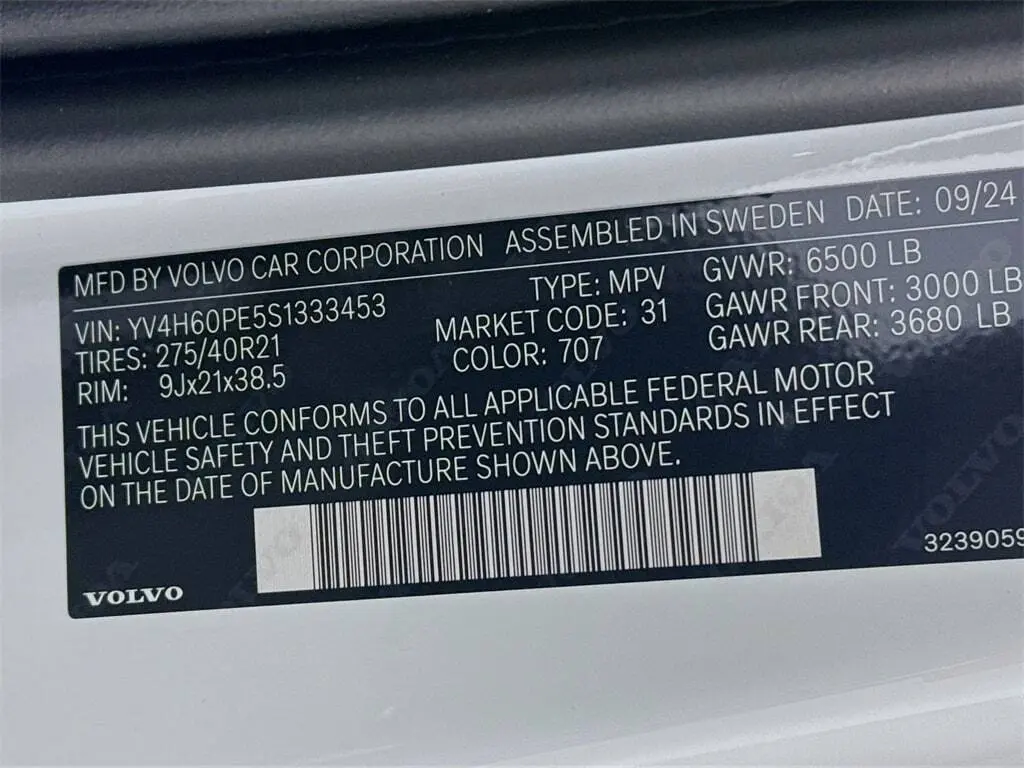 MFD BY VOLVO CAR CORPORATION ASSEMBLED IN SWEDEN DATE: 09/24
VIN: YV4H60PE5S1333453 TYPE: MPV GVWR: 6500 LB
TIRES: 275/40R21 MARKET CODE: 31 GAWR FRONT: 3000 LB
RIM: 9Jx21x38.5 COLOR: 707 GAWR REAR: 3680 LB
THIS VEHICLE CONFORMS TO ALL APPLICABLE FEDERAL MOTOR
VEHICLE SAFETY AND THEFT PREVENTION STANDARDS IN EFFECT
ON THE DATE OF MANUFACTURE SHOWN ABOVE.
VOLVO
3239059